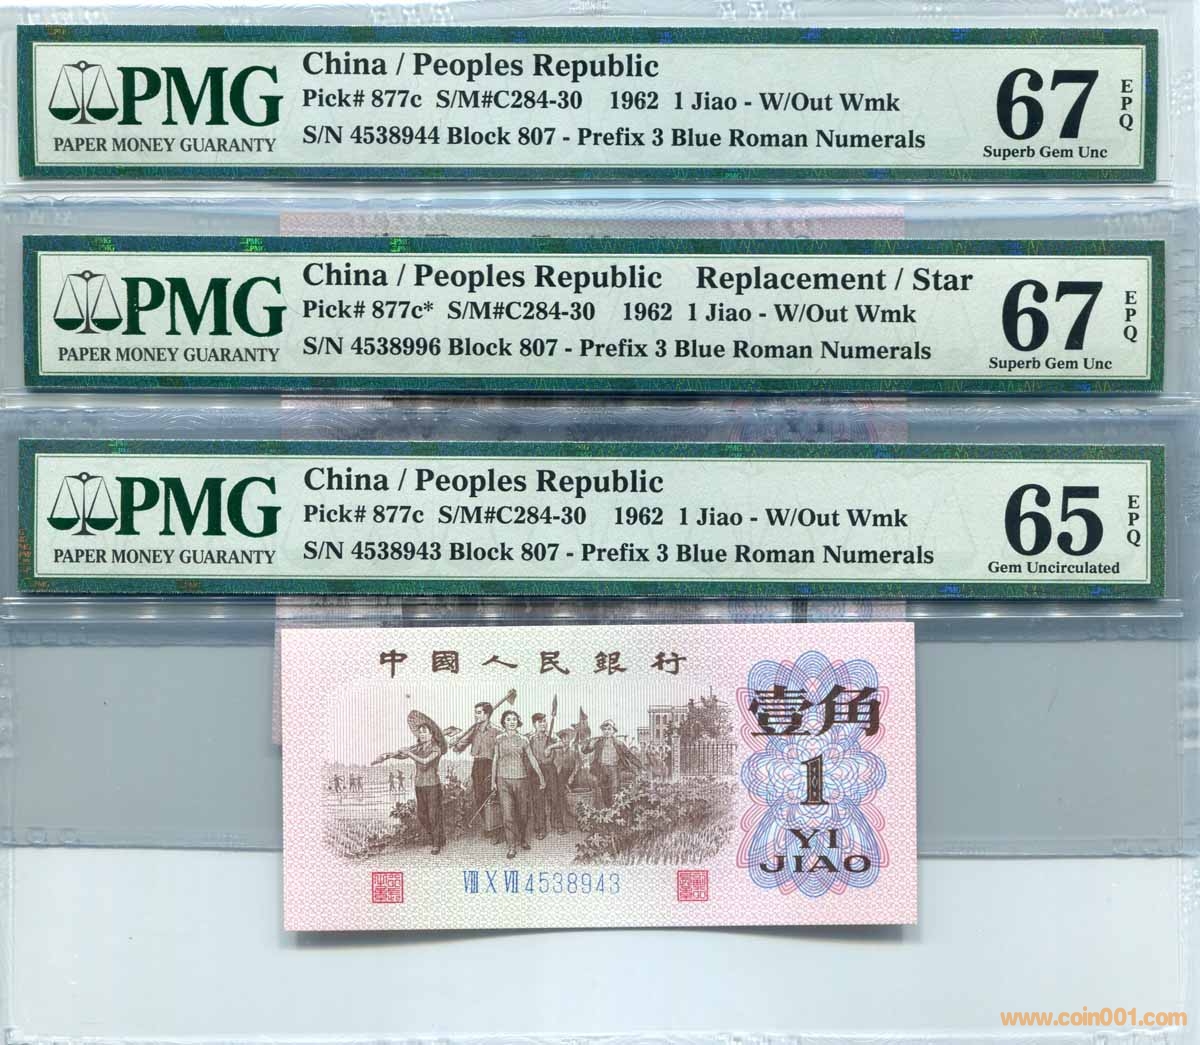 PMG
PAPER MONEY GUARANTY
China / Peoples Republic
Pick# 877c S/M#C284-30 1962 1 Jiao - W/Out Wmk
S/N 4538944 Block 807 - Prefix 3 Blue Roman Numerals
67
EPQ
Superb Gem Unc
PMG
PAPER MONEY GUARANTY
China / Peoples Republic Replacement / Star
Pick# 877c* S/M#C284-30 1962 1 Jiao - W/Out Wmk
S/N 4538996 Block 807 - Prefix 3 Blue Roman Numerals
67
EPQ
Superb Gem Unc
PMG
PAPER MONEY GUARANTY
China / Peoples Republic
Pick# 877c S/M#C284-30 1962 1 Jiao - W/Out Wmk
S/N 4538943 Block 807 - Prefix 3 Blue Roman Numerals
65
EPQ
Gem Uncirculated
中國人民銀行
壹角
1
YI
JIAO
VIII X VII 4538943
www.coin001.com